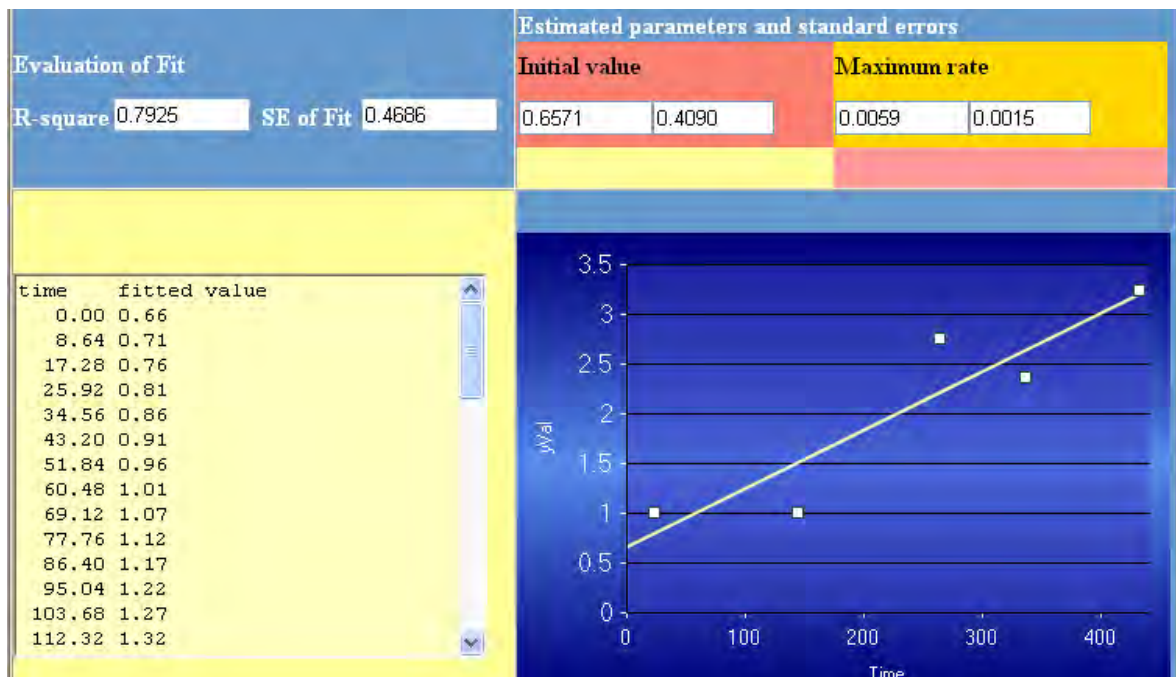 Estimated parameters and standard errors
Evaluation of Fit
Initial value
Maximum rate
R-square 0.7925 SE of Fit 0.4686
0.6571 0.4090
0.0059 0.0015
time fitted value
0.00 0.66
8.64 0.71
17.28 0.76
25.92 0.81
34.56 0.86
43.20 0.91
51.84 0.96
60.48 1.01
69.12 1.07
77.76 1.12
86.40 1.17
95.04 1.22
103.68 1.27
112.32 1.32
3.5
3
2.5
2
1.5
1
0.5
0
yVal
0 100 200 300 400
Time